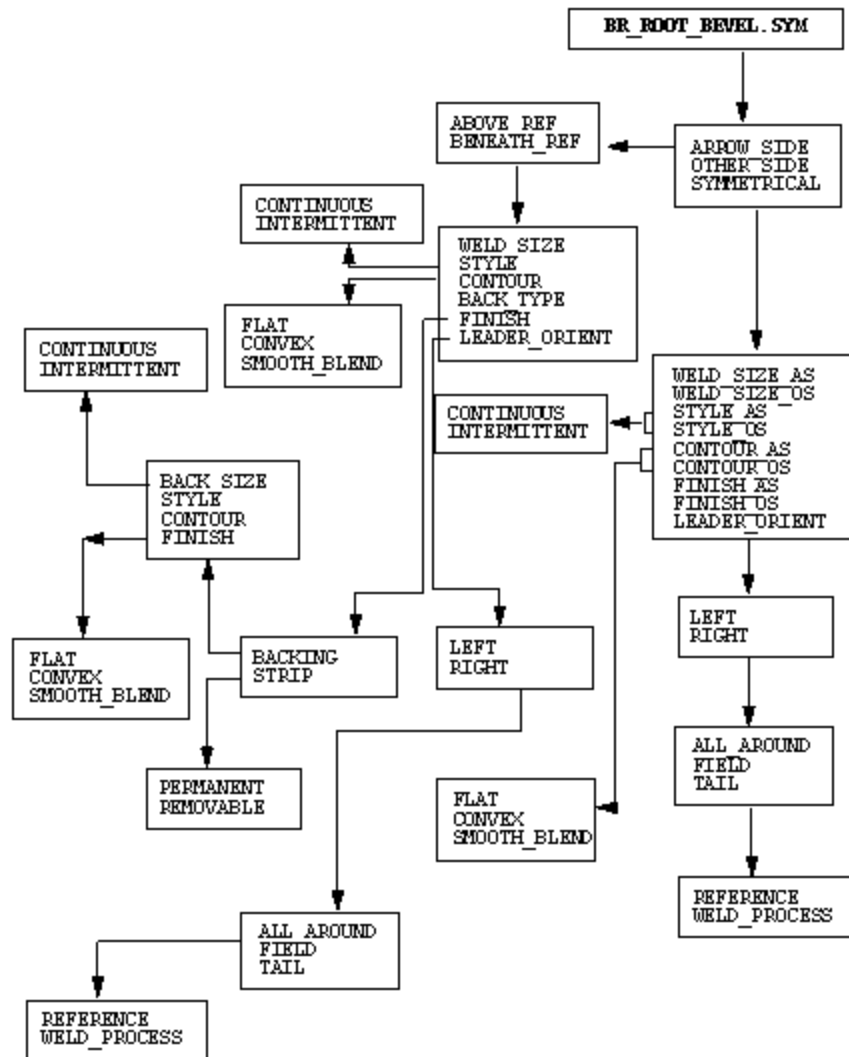 BR_ROOT_BEVEL.SYM
ABOVE_REF
BENEATH_REF
ARROW_SIDE
OTHER_SIDE
SYMMETRICAL
CONTINUOUS
INTERMITTENT
WELD_SIZE
STYLE
CONTOUR
BACK_TYPE
FINISH
LEADER_ORIENT
FLAT
CONVEX
SMOOTH_BLEND
CONTINUOUS
INTERMITTENT
WELD_SIZE_AS
WELD_SIZE_OS
STYLE_AS
STYLE_OS
CONTOUR_AS
CONTOUR_OS
FINISH_AS
FINISH_OS
LEADER_ORIENT
CONTINUOUS
INTERMITTENT
BACK_SIZE
STYLE
CONTOUR
FINISH
LEFT
RIGHT
FLAT
CONVEX
SMOOTH_BLEND
BACKING
STRIP
LEFT
RIGHT
ALL_AROUND
FIELD
TAIL
PERMANENT
REMOVABLE
FLAT
CONVEX
SMOOTH_BLEND
REFERENCE
WELD_PROCESS
ALL_AROUND
FIELD
TAIL
REFERENCE
WELD_PROCESS